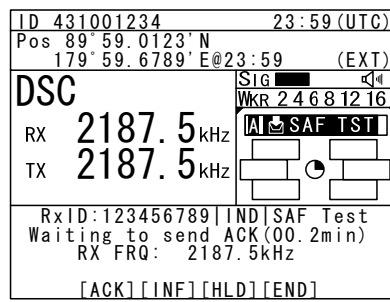 ID 431001234 23:59(UTC)
Pos 89°59.0123'N
179°59.6789'E@23:59 (EXT)
DSC
RX 2187.5kHz
TX 2187.5kHz
SIG
WKR 2 4 6 8 12 16
A SAF TST
RxID:123456789|IND|SAF Test
Waiting to send ACK(00.2min)
RX FRQ: 2187.5kHz
[ACK][INF][HLD][END]